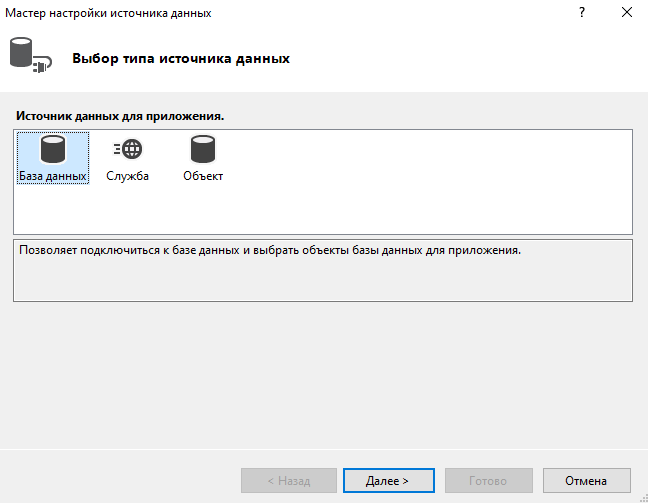 Мастер настройки источника данных
?
Выбор типа источника данных
Источник данных для приложения.
База данных Служба Объект
Позволяет подключиться к базе данных и выбрать объекты базы данных для приложения.
< Назад Далее > Готово Отмена